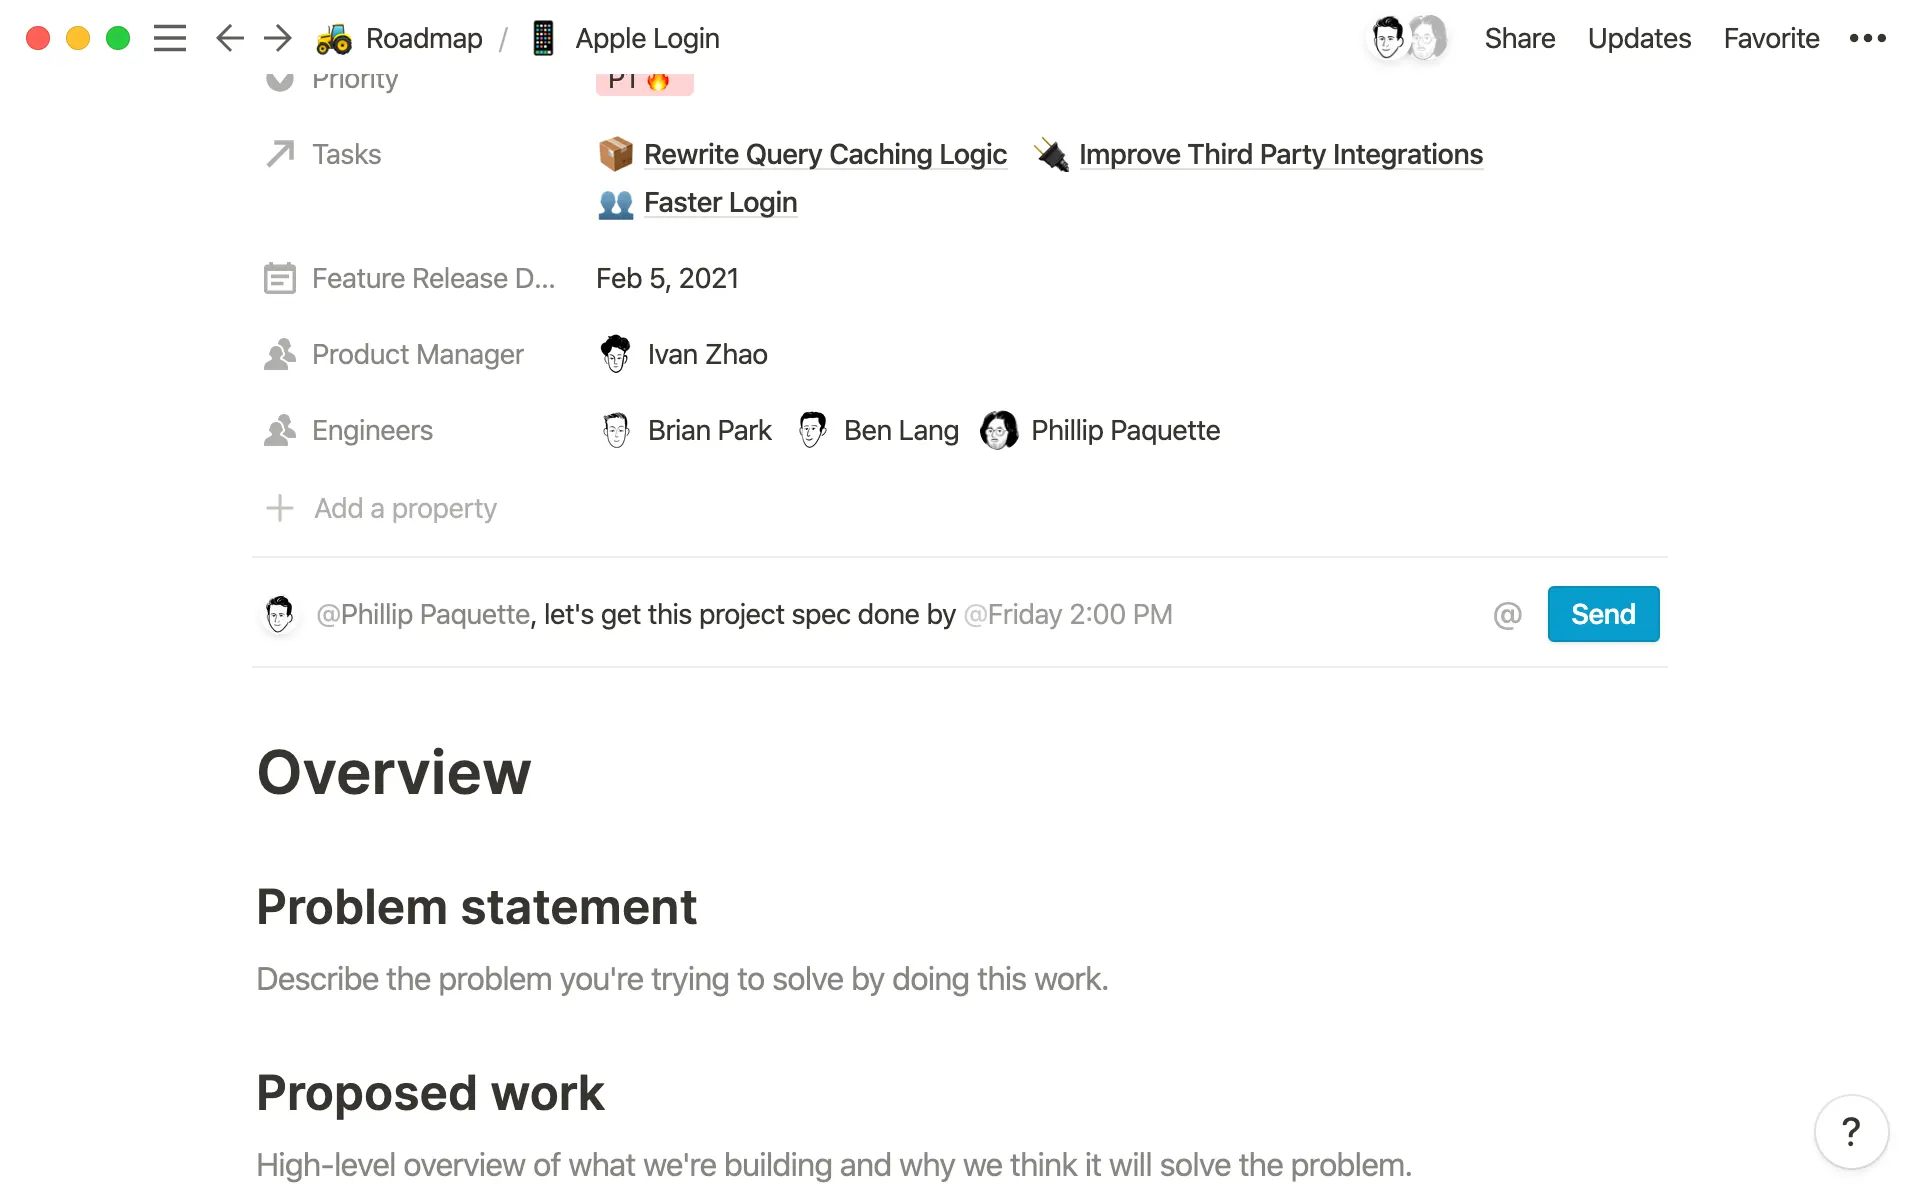 Roadmap / Apple Login Share Updates Favorite •••
Priority P1
Tasks Rewrite Query Caching Logic Improve Third Party Integrations
Faster Login
Feature Release D... Feb 5, 2021
Product Manager Ivan Zhao
Engineers Brian Park Ben Lang Phillip Paquette
Add a property
@Phillip Paquette, let's get this project spec done by @Friday 2:00 PM @ Send
Overview
Problem statement
Describe the problem you're trying to solve by doing this work.
Proposed work
?
High-level overview of what we're building and why we think it will solve the problem.